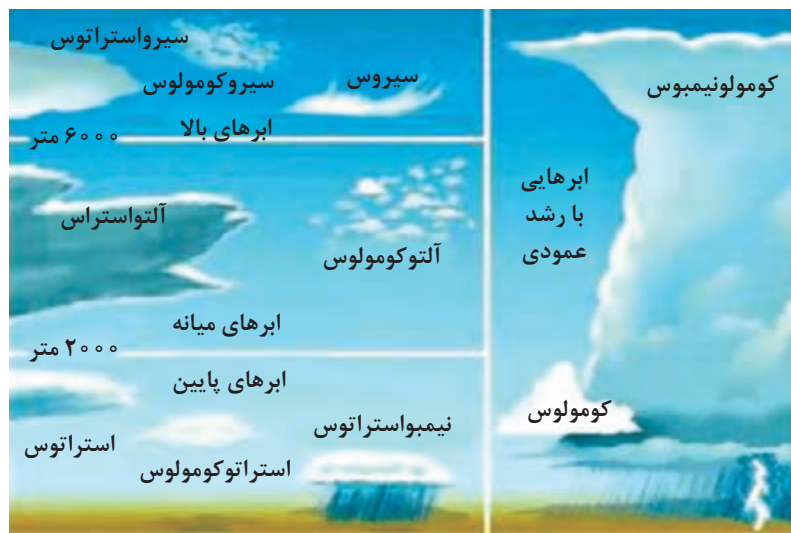 سیرواستراتوس
سیروکومولوس
سیروس
کومولونیمبوس
ابرهای بالا
۶۰۰۰ متر
ابرهایی
با رشد
عمودی
آلتواستراس
آلتوکومولوس
ابرهای میانه
۲۰۰۰ متر
ابرهای پایین
کومولوس
نیمبواستراتوس
استراتوس
استراتوکومولوس